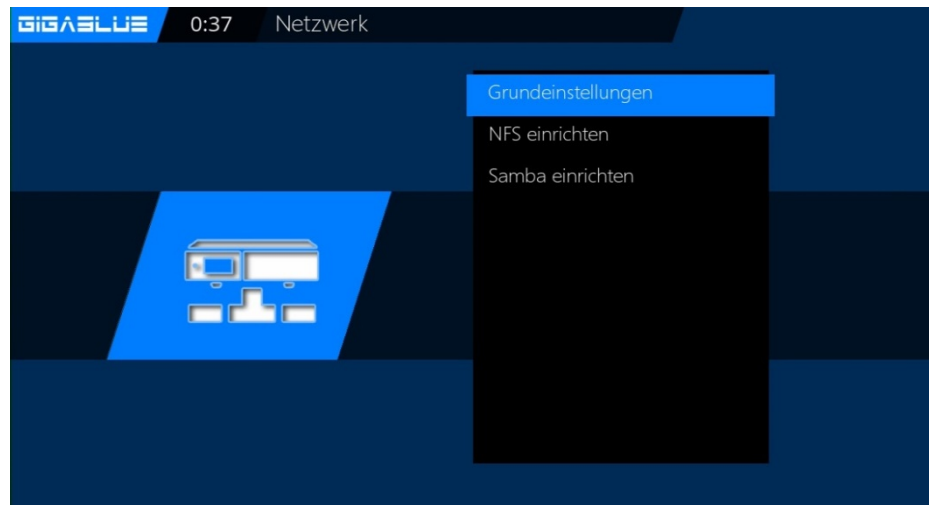 GIGABLUE 0:37 Netzwerk
Grundeinstellungen
NFS einrichten
Samba einrichten